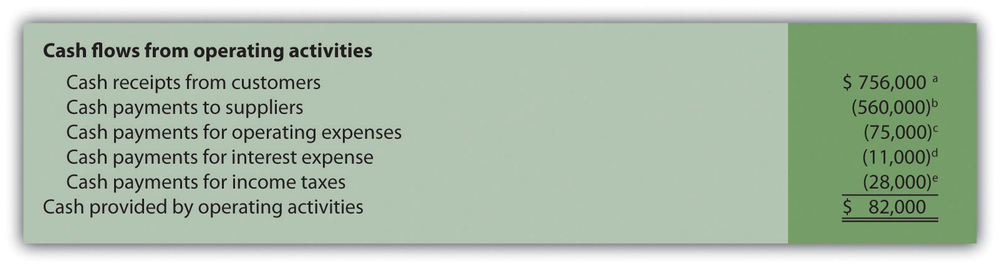 Cash flows from operating activities
Cash receipts from customers $ 756,000 a
Cash payments to suppliers (560,000)b
Cash payments for operating expenses (75,000)c
Cash payments for interest expense (11,000)d
Cash payments for income taxes (28,000)e
Cash provided by operating activities $ 82,000